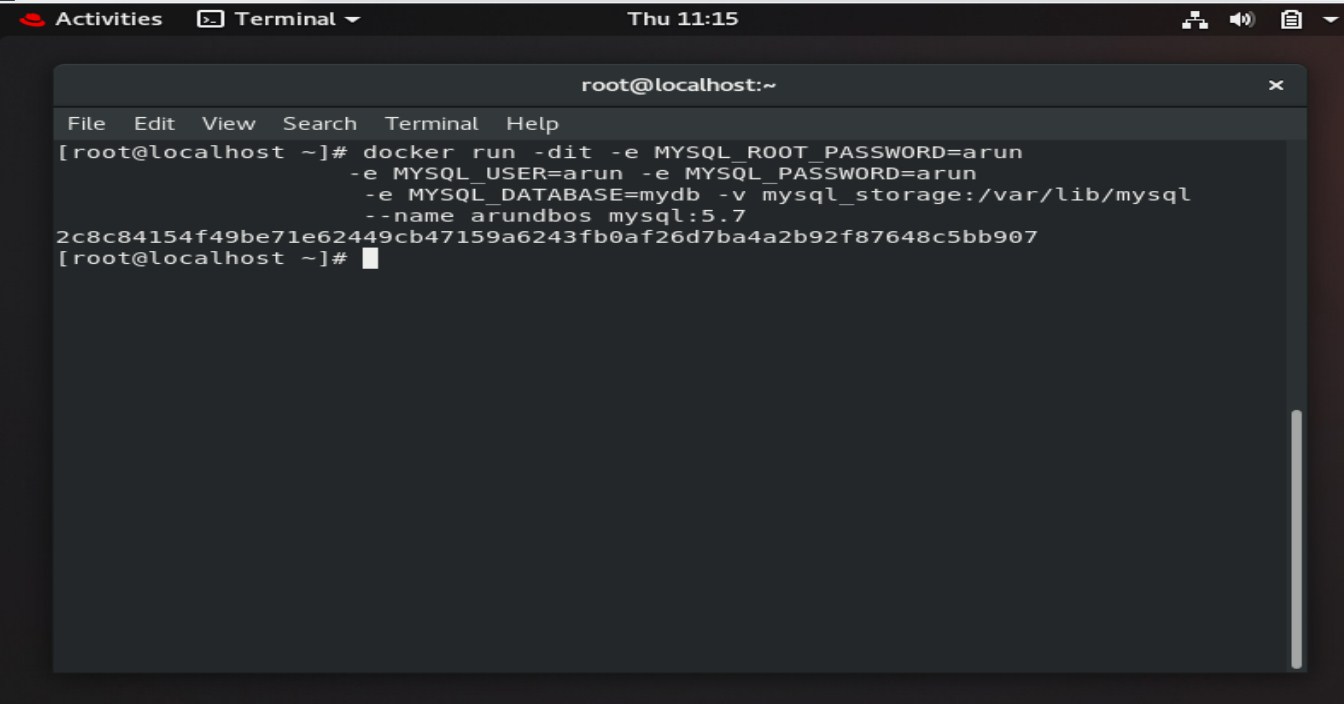 Activities Terminal Thu 11:15
root@localhost:~ ×
File Edit View Search Terminal Help
[root@localhost ~]# docker run -dit -e MYSQL_ROOT_PASSWORD=arun
-e MYSQL_USER=arun -e MYSQL_PASSWORD=arun
-e MYSQL_DATABASE=mydb -v mysql_storage:/var/lib/mysql
--name arundbos mysql:5.7
2c8c84154f49be71e62449cb47159a6243fb0af26d7ba4a2b92f87648c5bb907
[root@localhost ~]#